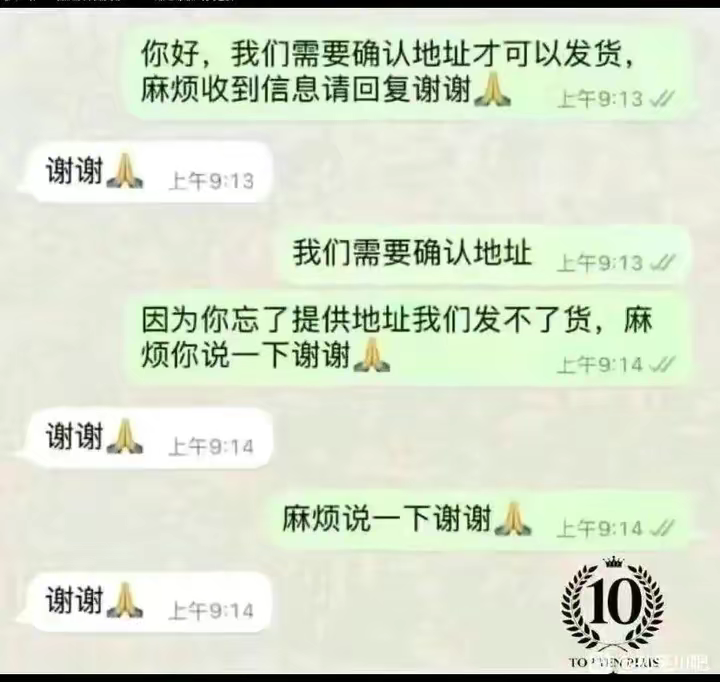 你好，我们需要确认地址才可以发货，
麻烦收到信息请回复谢谢🙏 上午9:13
谢谢🙏 上午9:13
我们需要确认地址 上午9:13
因为你忘了提供地址我们发不了货，麻
烦你说一下谢谢🙏 上午9:14
谢谢🙏 上午9:14
麻烦说一下谢谢🙏 上午9:14
谢谢🙏 上午9:14
10